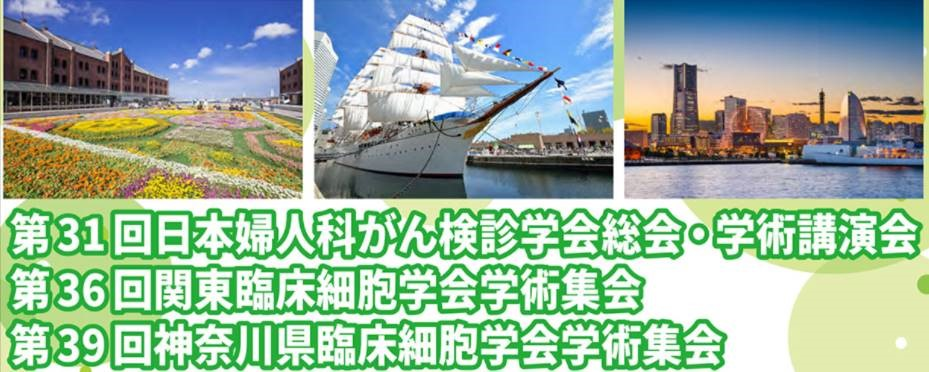 第31回日本婦人科がん検診学会総会・学術講演会
第36回関東臨床細胞学会学術集会
第39回神奈川県臨床細胞学会学術集会